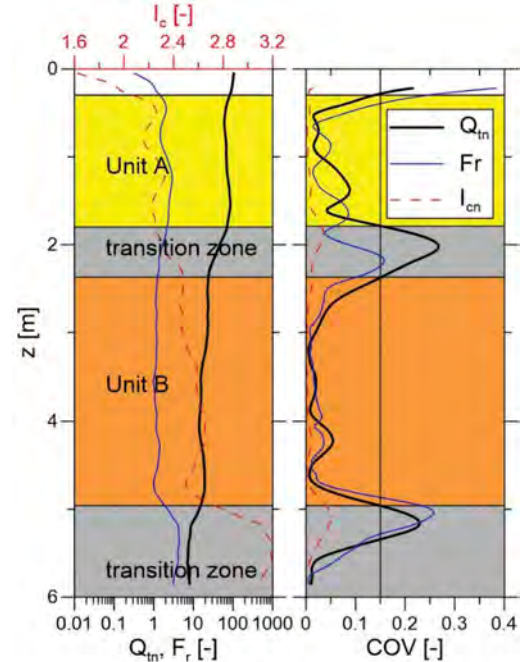 I_c [-]
1.6 2 2.4 2.8 3.2
0
2
4
6
z [m]
Unit A
transition zone
Unit B
transition zone
Q_tn
Fr
I_cn
0.01 0.1 1 10 100 1000
0 0.1 0.2 0.3 0.4
Q_tn, F_r [-]
COV [-]